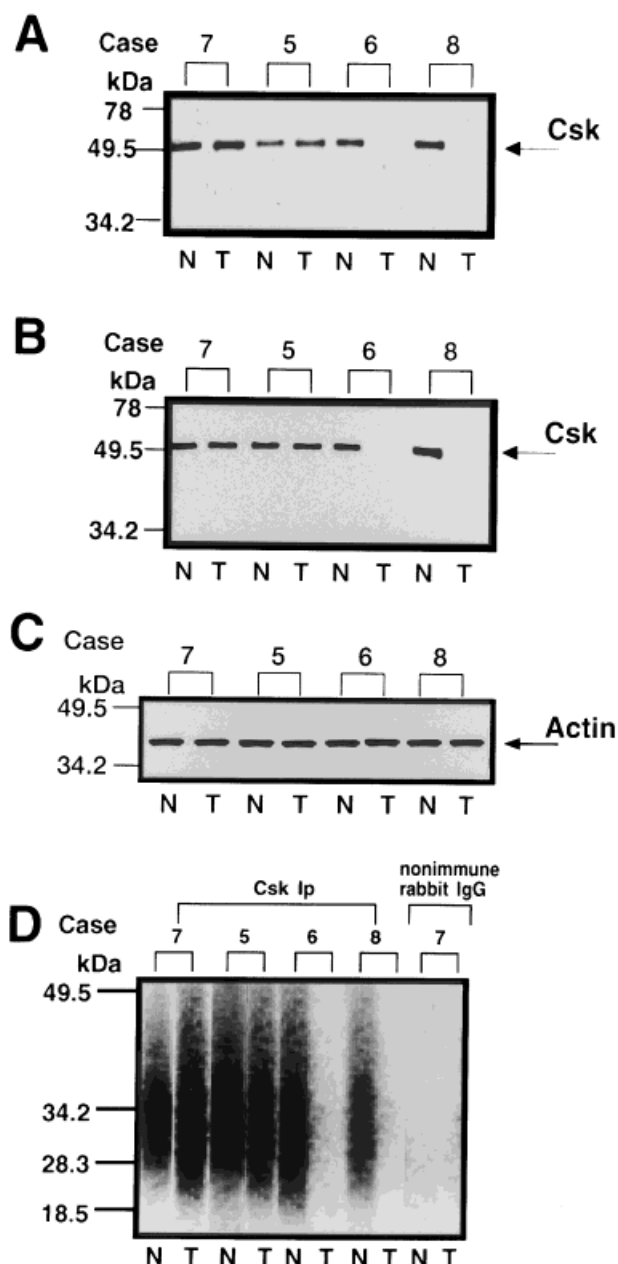 A
Case 7 5 6 8
kDa
78
49.5
Csk
34.2
N T N T N T N T
B
Case 7 5 6 8
kDa
78
49.5
Csk
34.2
N T N T N T N T
C
Case 7 5 6 8
kDa
49.5
Actin
34.2
N T N T N T N T
nonimmune
Csk Ip rabbit IgG
D
Case 7 5 6 8 7
kDa
49.5
34.2
28.3
18.5
N T N T N T N T N T